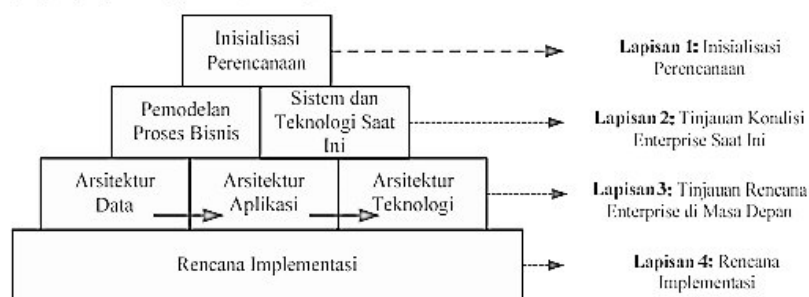 Inisialisasi
Perencanaan
Lapisan 1: Inisialisasi
Perencanaan
Pemodelan
Proses Bisnis
Sistem dan
Teknologi Saat
Ini
Lapisan 2: Tinjauan Kondisi
Enterprise Saat Ini
Arsitektur
Data
Arsitektur
Aplikasi
Arsitektur
Teknologi
Lapisan 3: Tinjauan Rencana
Enterprise di Masa Depan
Rencana Implementasi
Lapisan 4: Rencana
Implementasi